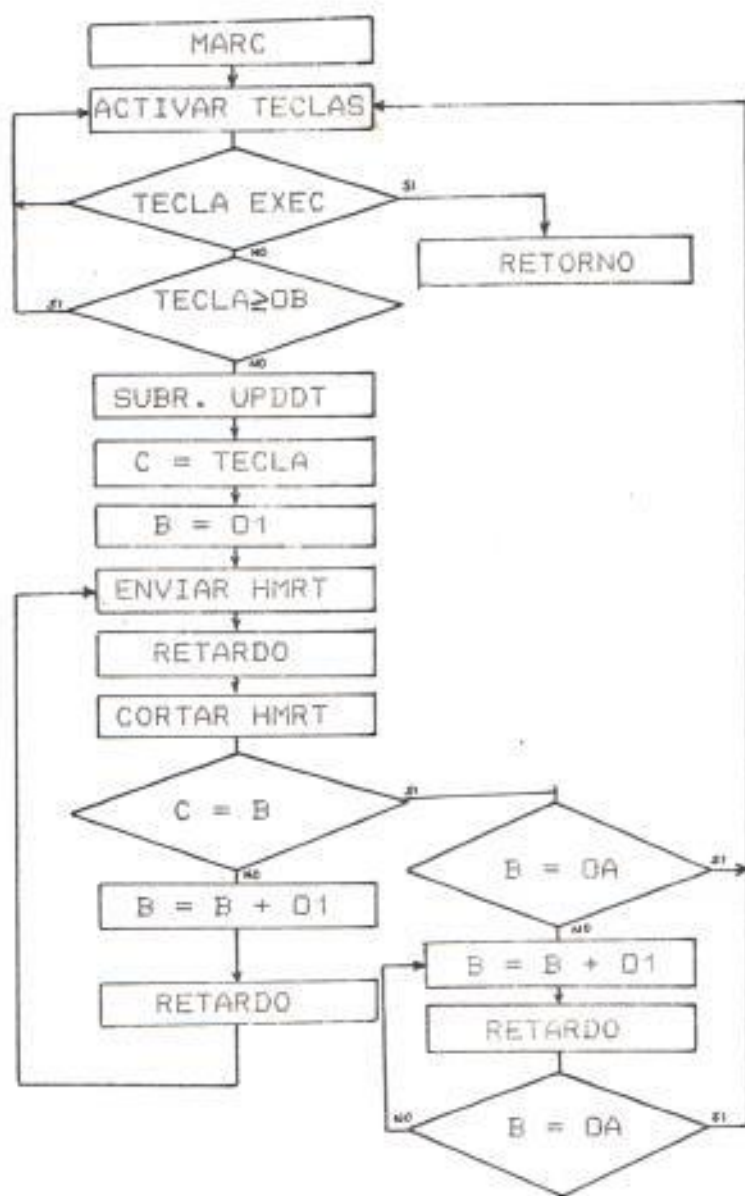 MARC
ACTIVAR TECLAS
TECLA EXEC
SI
RETORNO
NO
TECLA≥0B
SI
NO
SUBR. UPDDT
C = TECLA
B = 01
ENVIAR HMRT
RETARDO
CORTAR HMRT
C = B
SI
NO
B = 0A
SI
NO
B = B + 01
B = B + 01
RETARDO
RETARDO
B = 0A
NO
SI